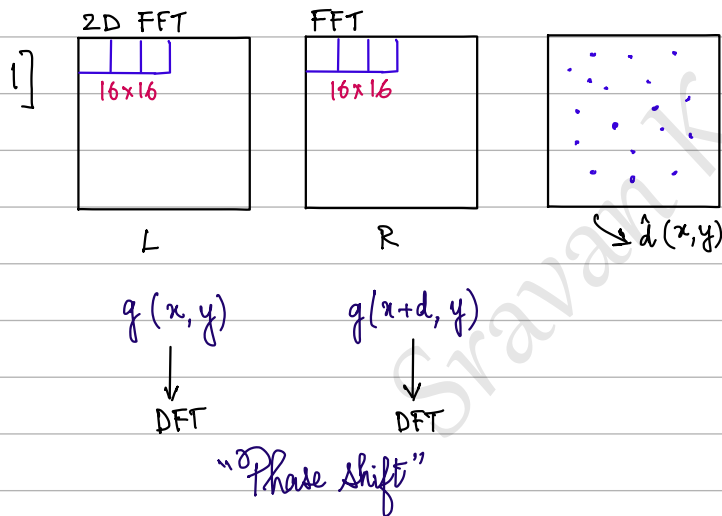 2D FFT FFT
1]
16x16 16x16
L R d̂(x,y)
g(x,y) g(x+d,y)
DFT DFT
"Phase shift"
Sravan K